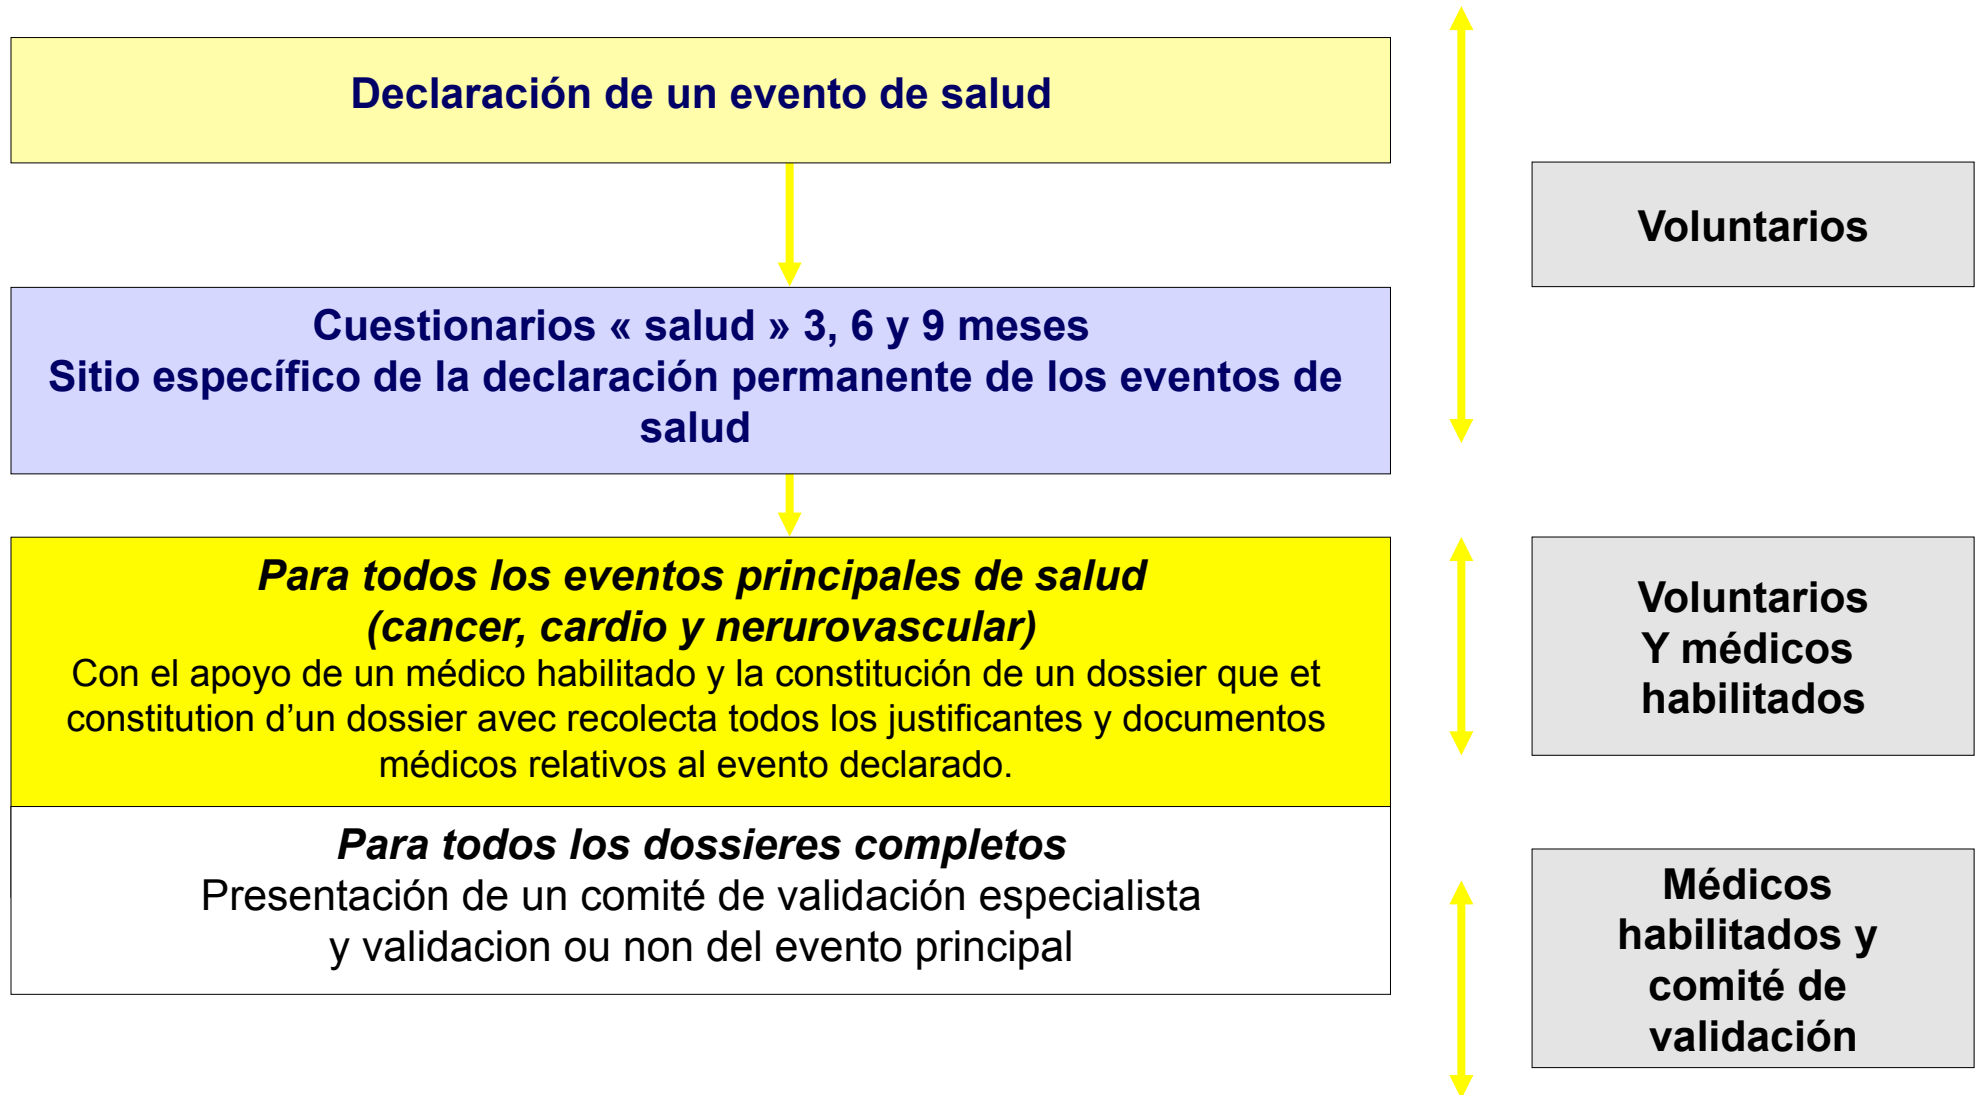 Declaración de un evento de salud
Voluntarios
Cuestionarios « salud » 3, 6 y 9 meses
Sitio específico de la declaración permanente de los eventos de
salud
Para todos los eventos principales de salud
(cancer, cardio y nerurovascular)
Con el apoyo de un médico habilitado y la constitución de un dossier que et
constitution d’un dossier avec recolecta todos los justificantes y documentos
médicos relativos al evento declarado.
Voluntarios
Y médicos
habilitados
Para todos los dossieres completos
Presentación de un comité de validación especialista
y validacion ou non del evento principal
Médicos
habilitados y
comité de
validación